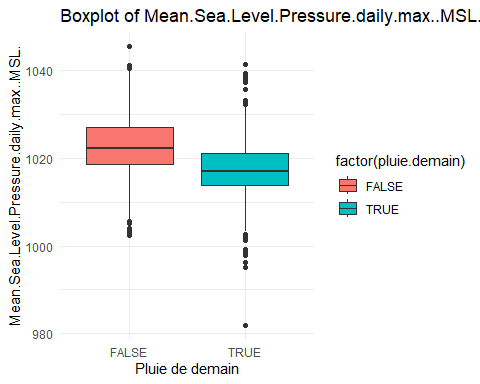 Boxplot of Mean.Sea.Level.Pressure.daily.max..MSL.
Mean.Sea.Level.Pressure.daily.max..MSL.
1040
1020
1000
980
FALSE
TRUE
Pluie de demain
factor(pluie.demain)
FALSE
TRUE